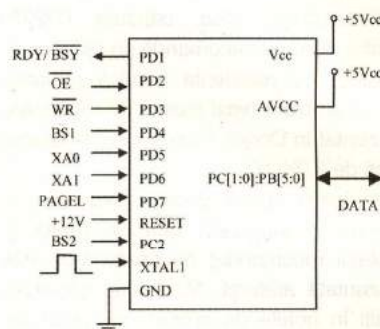 +5Vcc
RDY/BSY PD1 Vcc
OE PD2 +5Vcc
WR PD3 AVCC
BS1 PD4
XA0 PD5
XA1 PD6 PC[1:0]:PB[5:0]
PAGEL PD7 DATA
+12V RESET
BS2 PC2
XTAL1
GND